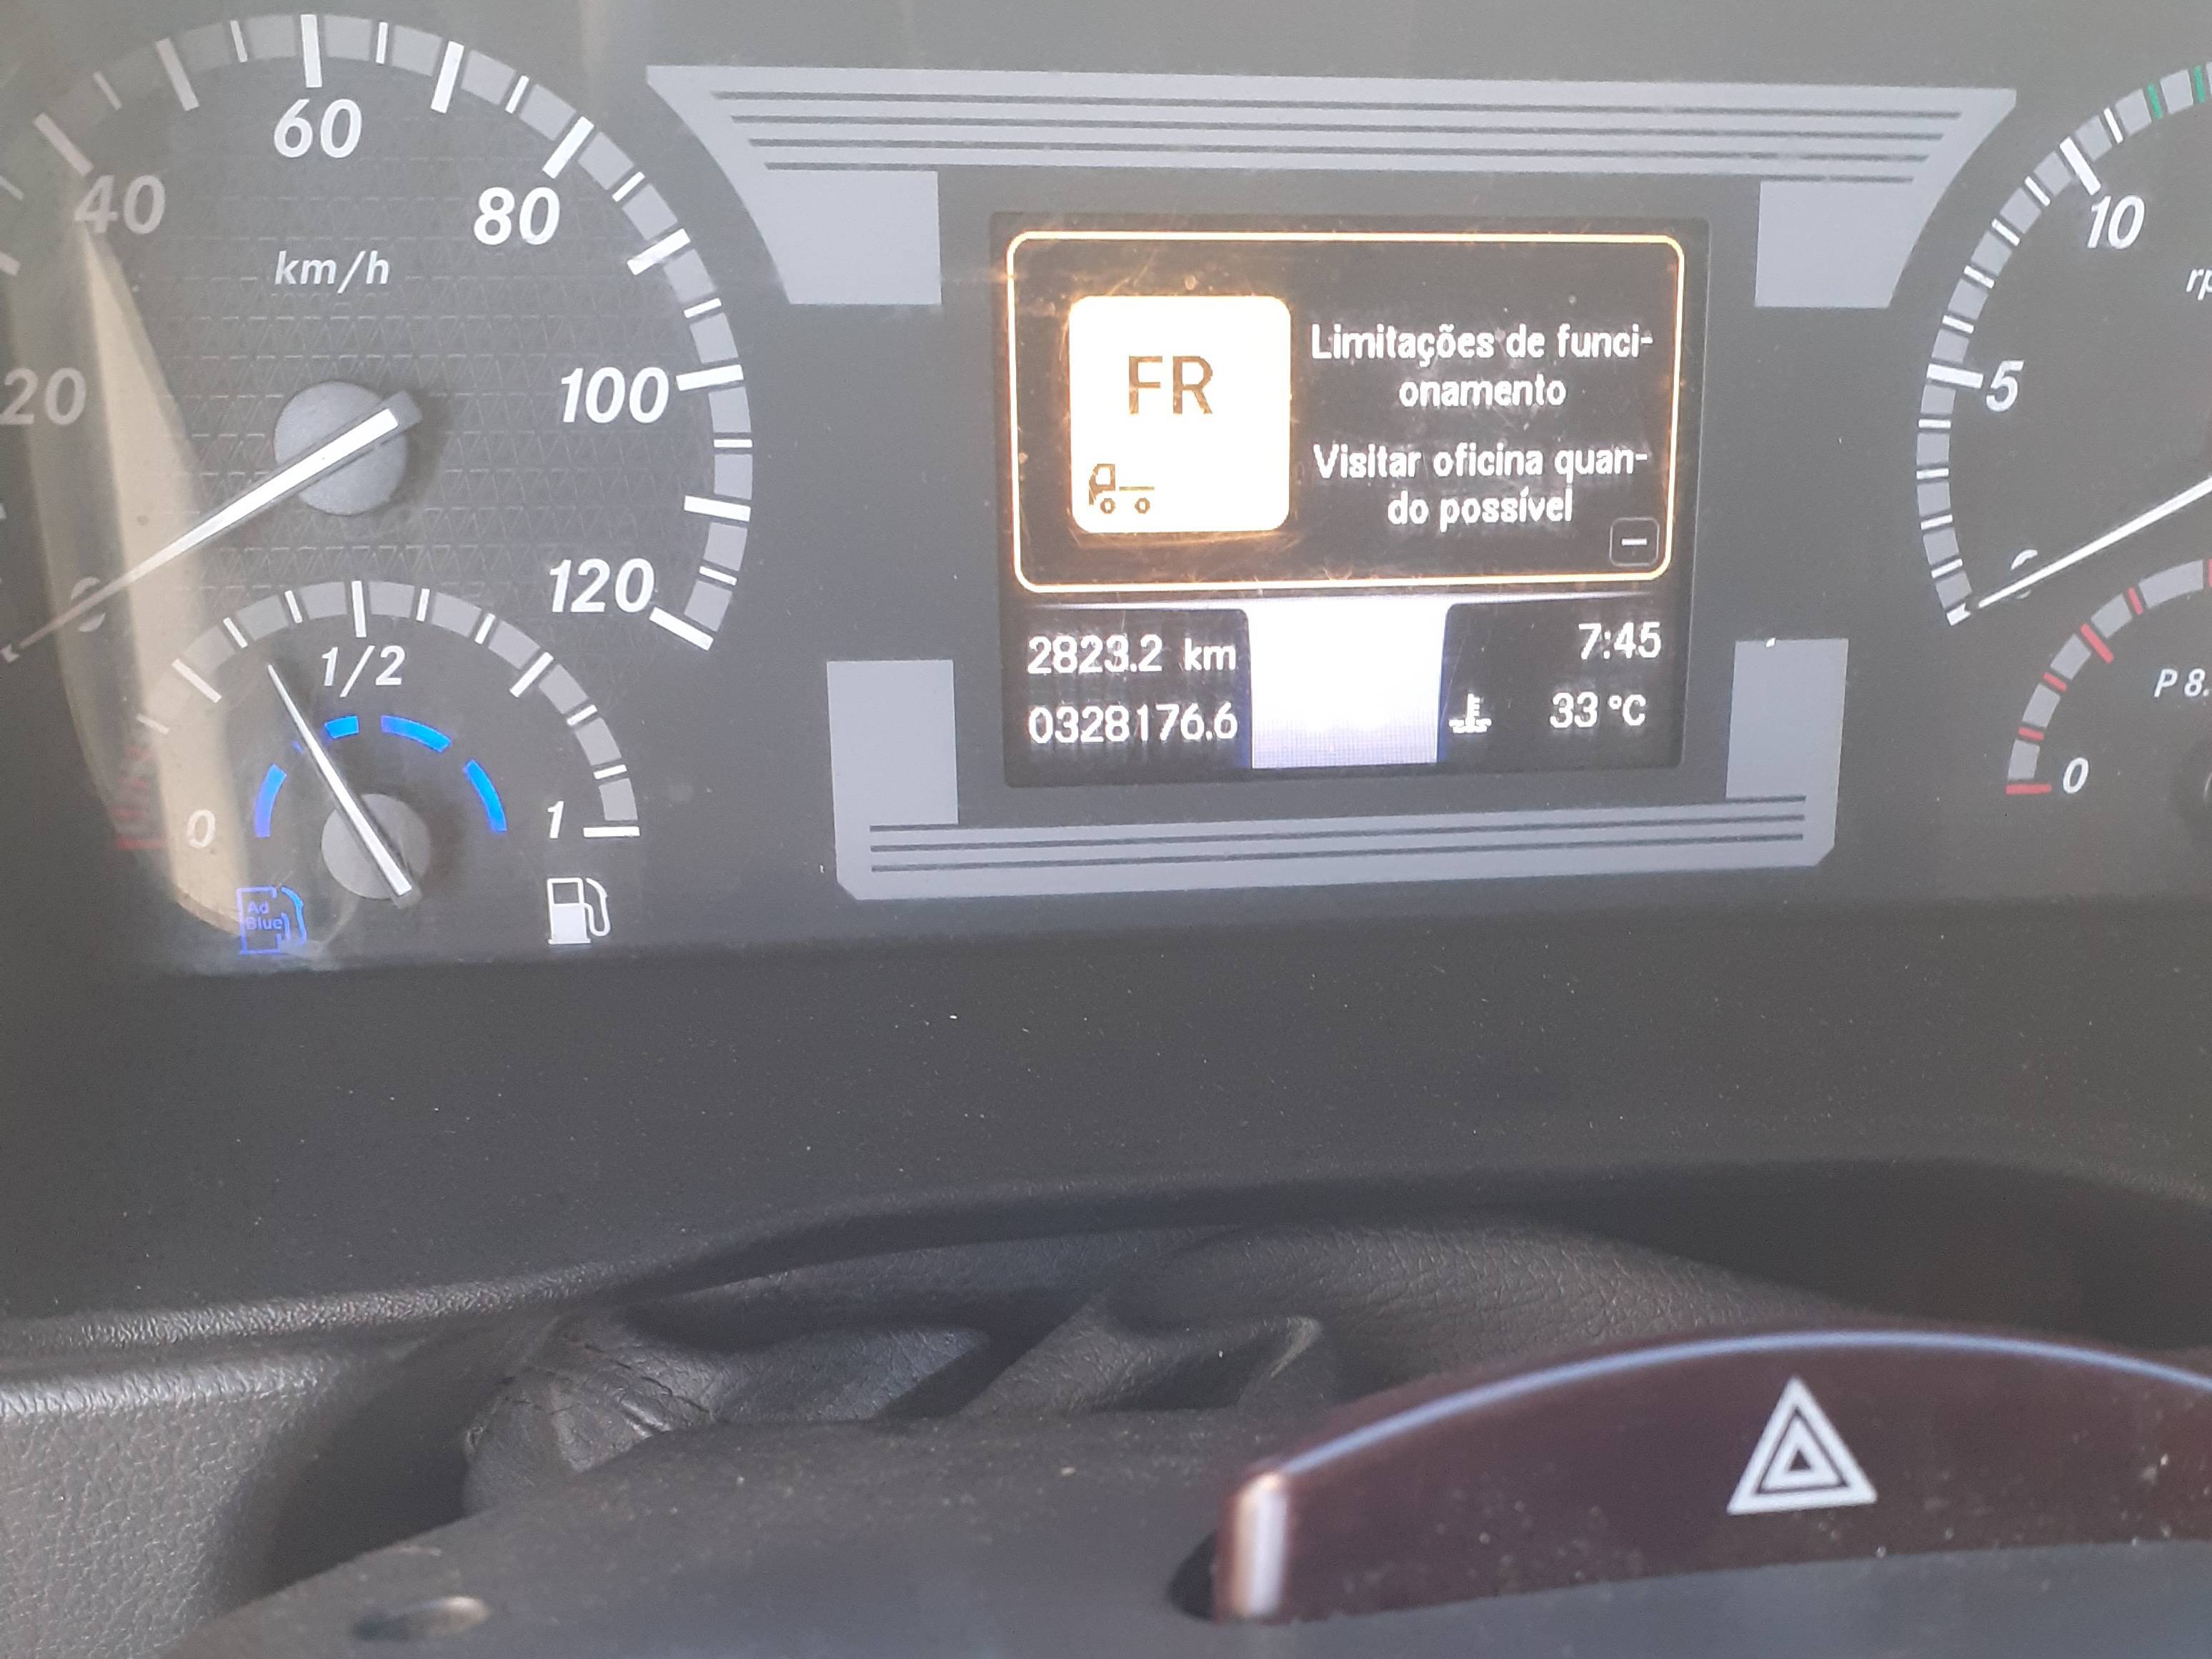 60
40
80
km/h
20
100
120
0
1/2
0
1
Ad
Blue
FR
Limitações de funci-
onamento
Visitar oficina quan-
do possível
2823.2 km
7:45
0328176.6
33 °C
10
5
0